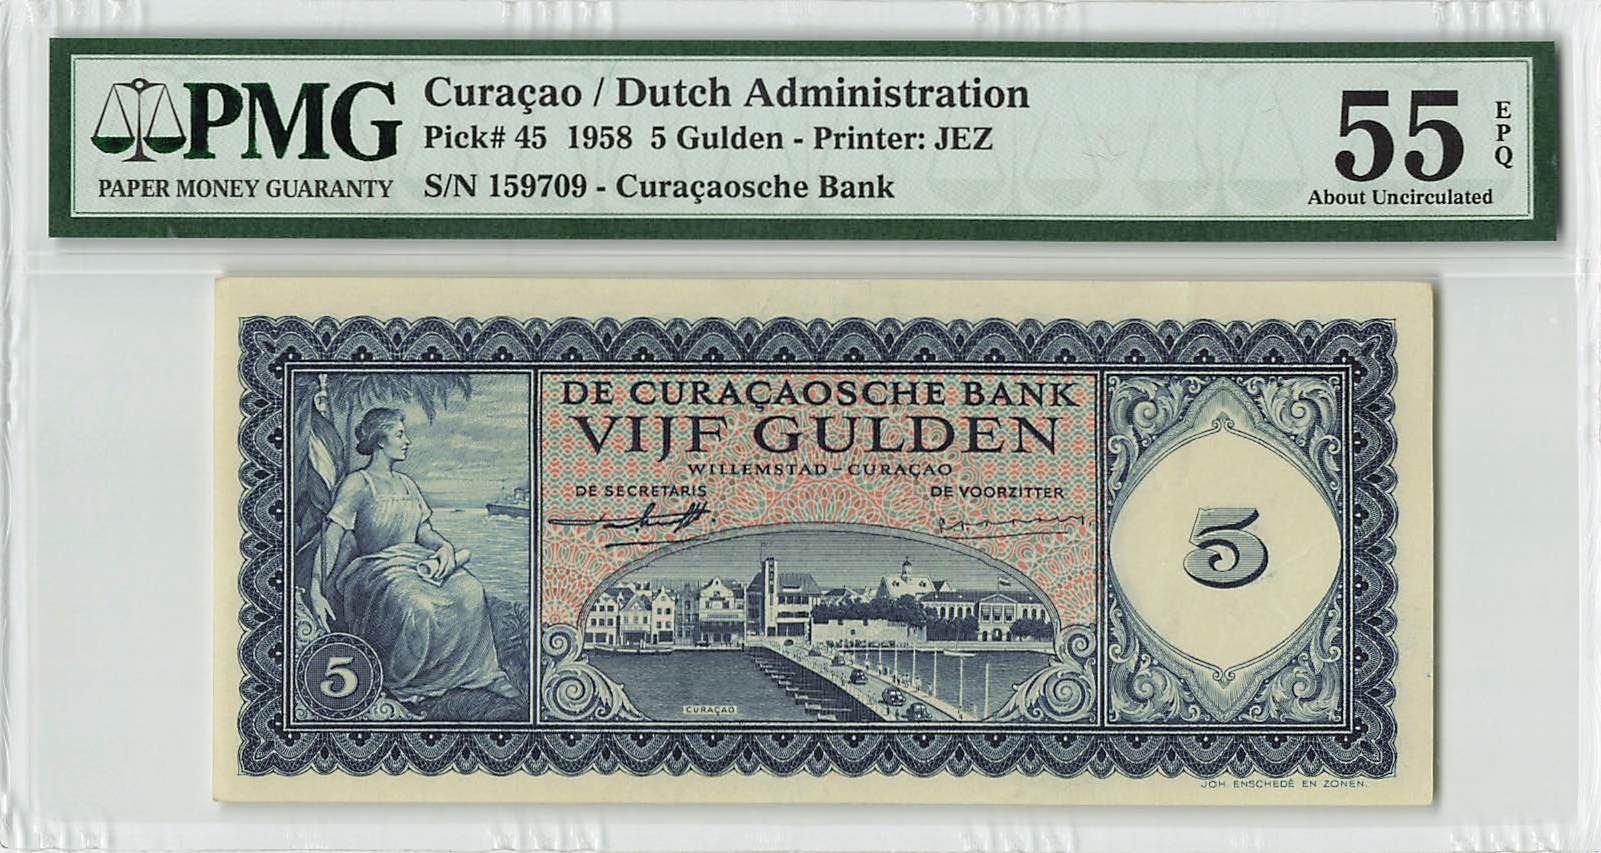 PMG
PAPER MONEY GUARANTY
Curaçao / Dutch Administration
Pick# 45 1958 5 Gulden - Printer: JEZ
S/N 159709 - Curaçaosche Bank
55
EPQ
About Uncirculated
DE CURAÇAOSCHE BANK
VIJF GULDEN
WILLEMSTAD - CURAÇAO
DE SECRETARIS
DE VOORZITTER
5
5
CURAÇAO
JOH. ENSCHEDÉ EN ZONEN.